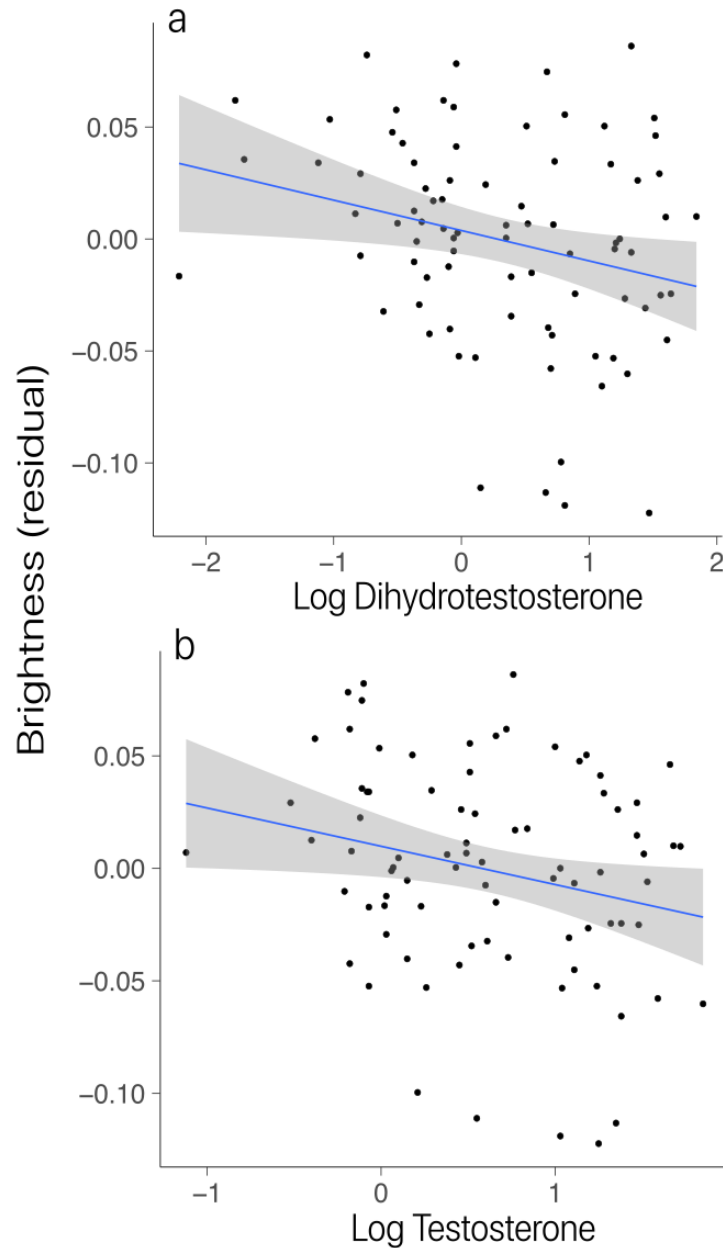 a
0.05
0.00
−0.05
−0.10
−2 −1 0 1 2
Log Dihydrotestosterone
Brightness (residual)
b
0.05
0.00
−0.05
−0.10
−1 0 1
Log Testosterone